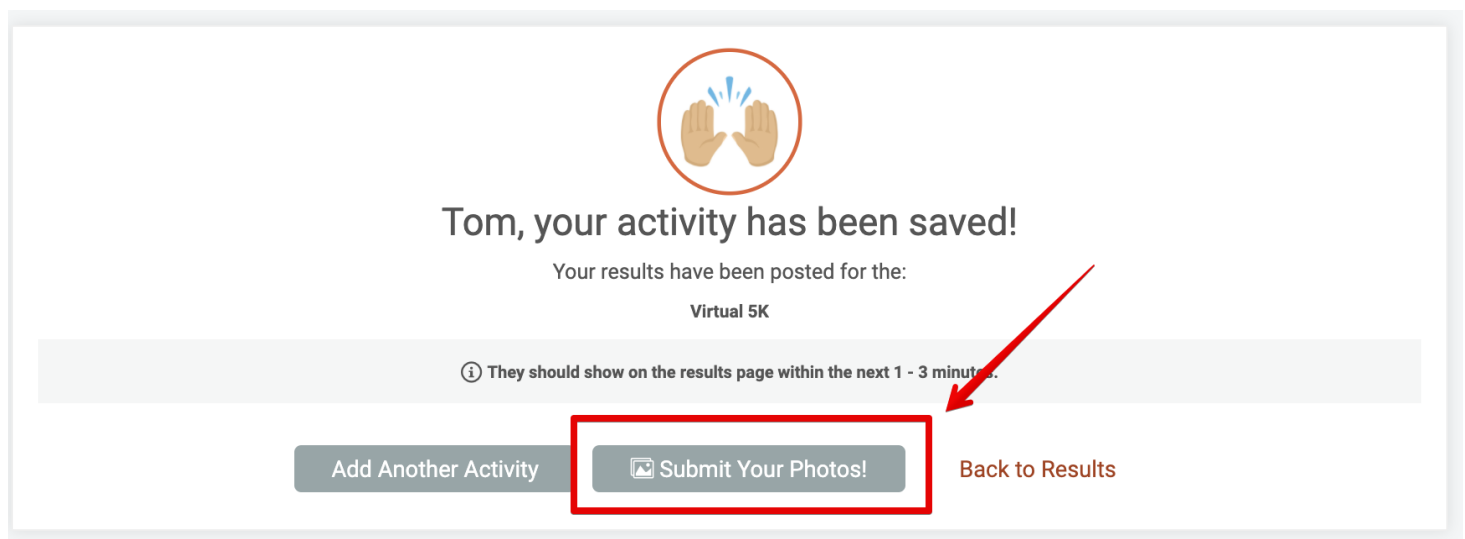 Tom, your activity has been saved!
Your results have been posted for the:
Virtual 5K
They should show on the results page within the next 1 - 3 minutes.
Add Another Activity
Submit Your Photos!
Back to Results